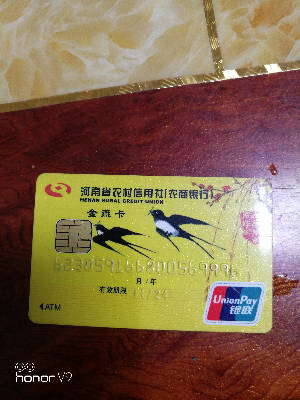 河南省农村信用社(农商银行)
HENAN RURAL CREDIT UNION
金燕卡
月/年
有效期限
ATM
UnionPay
银联
honor V9